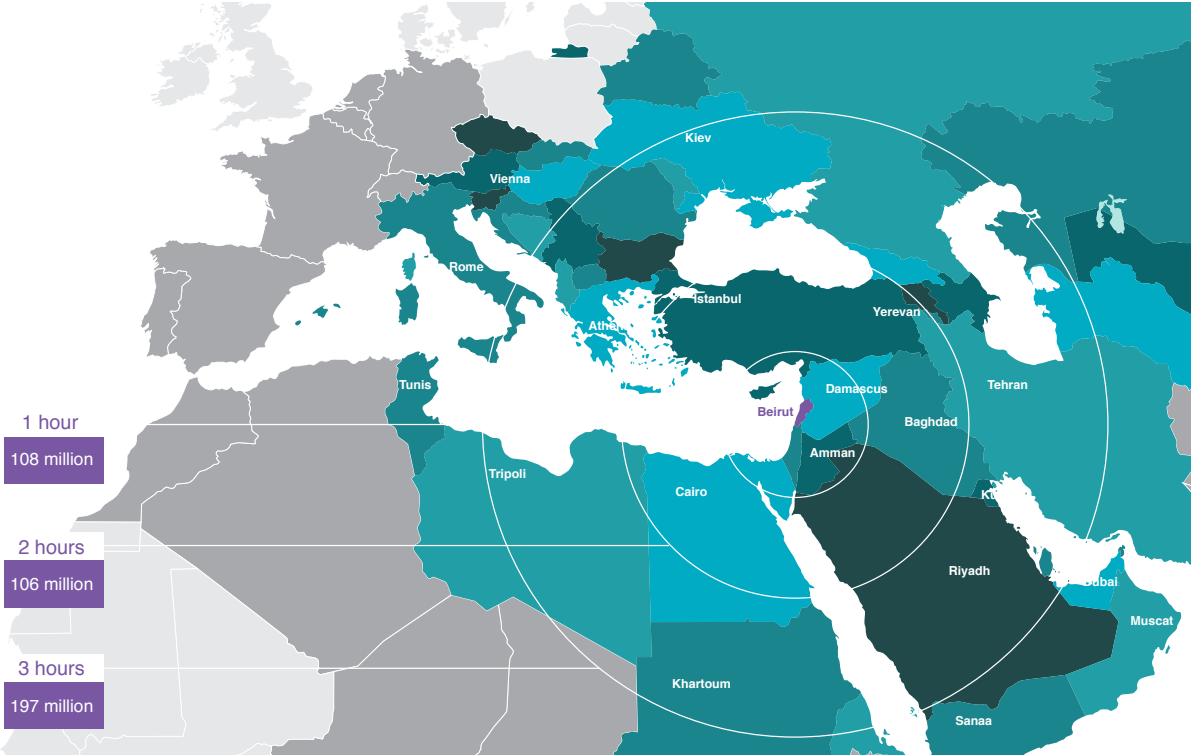 Kiev
Vienna
Rome
Istanbul
Yerevan
Tunis
Damascus
Tehran
Beirut
Baghdad
1 hour
108 million
Amman
Tripoli
Cairo
2 hours
106 million
Riyadh
Dubai
Muscat
3 hours
197 million
Khartoum
Sanaa